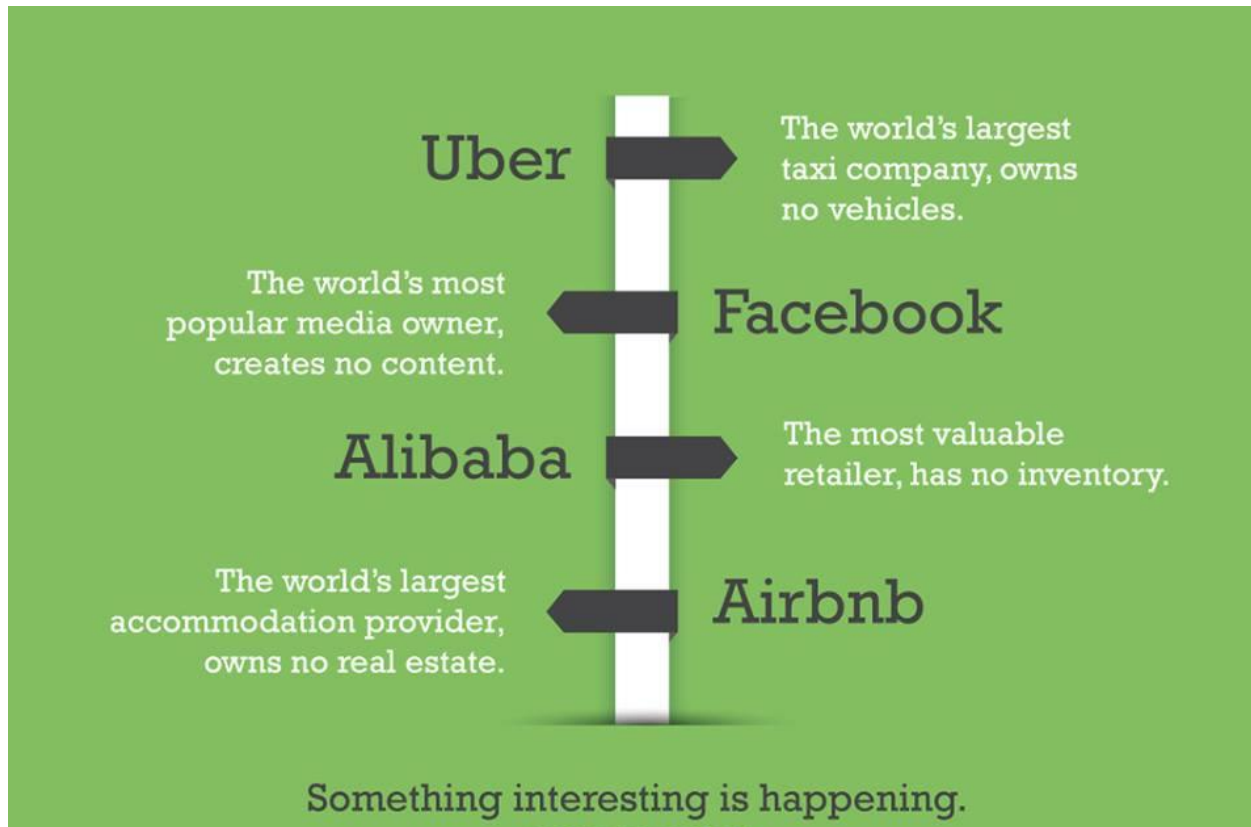 Uber
The world’s largest
taxi company, owns
no vehicles.
The world’s most
popular media owner,
creates no content.
Facebook
Alibaba
The most valuable
retailer, has no inventory.
The world’s largest
accommodation provider,
owns no real estate.
Airbnb
Something interesting is happening.